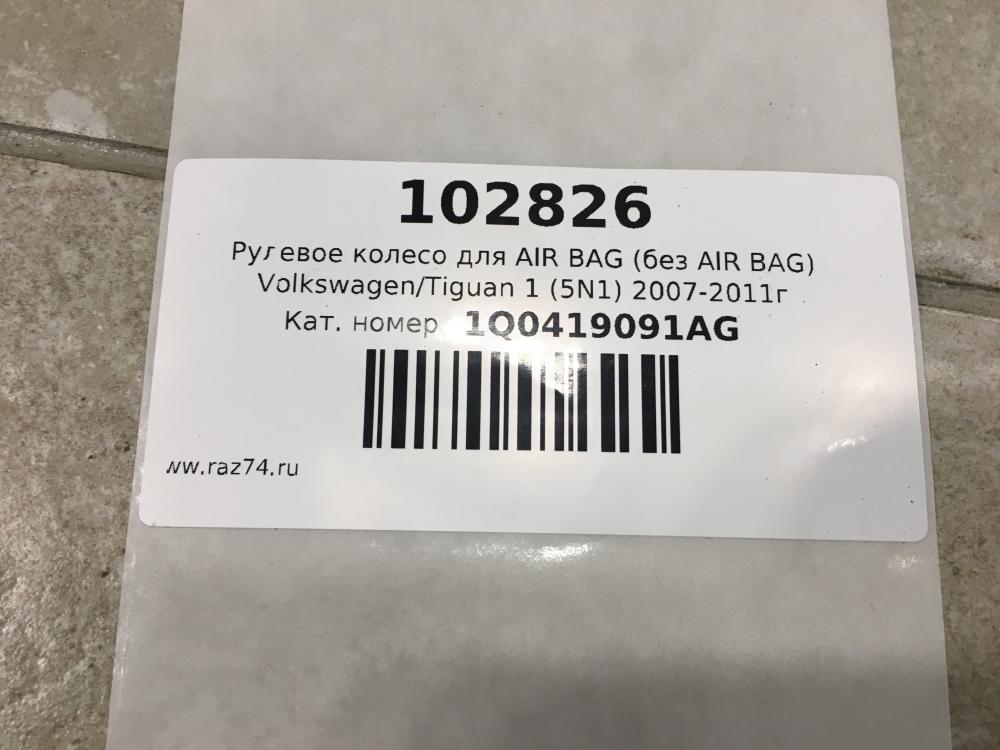 102826
Рулевое колесо для AIR BAG (без AIR BAG)
Volkswagen/Tiguan 1 (5N1) 2007-2011г
Кат. номер 1Q0419091AG
ww.raz74.ru